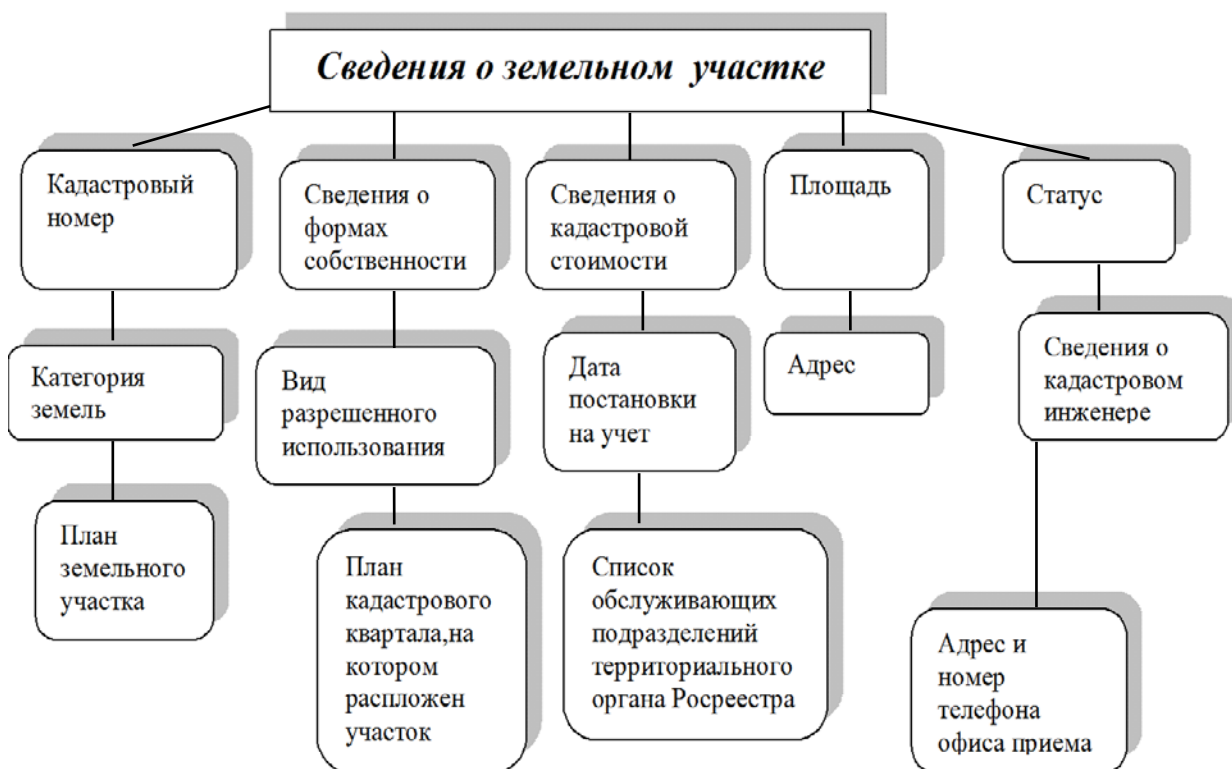 Сведения о земельном участке
Кадастровый
номер
Сведения о
формах
собственности
Сведения о
кадастровой
стоимости
Площадь
Статус
Категория
земель
Вид
разрешенного
использования
Дата
постановки
на учет
Адрес
Сведения о
кадастровом
инженере
План
земельного
участка
План
кадастрового
квартала,на
котором
распложен
участок
Список
обслуживающих
подразделений
территориального
органа Росреестра
Адрес и
номер
телефона
офиса приема